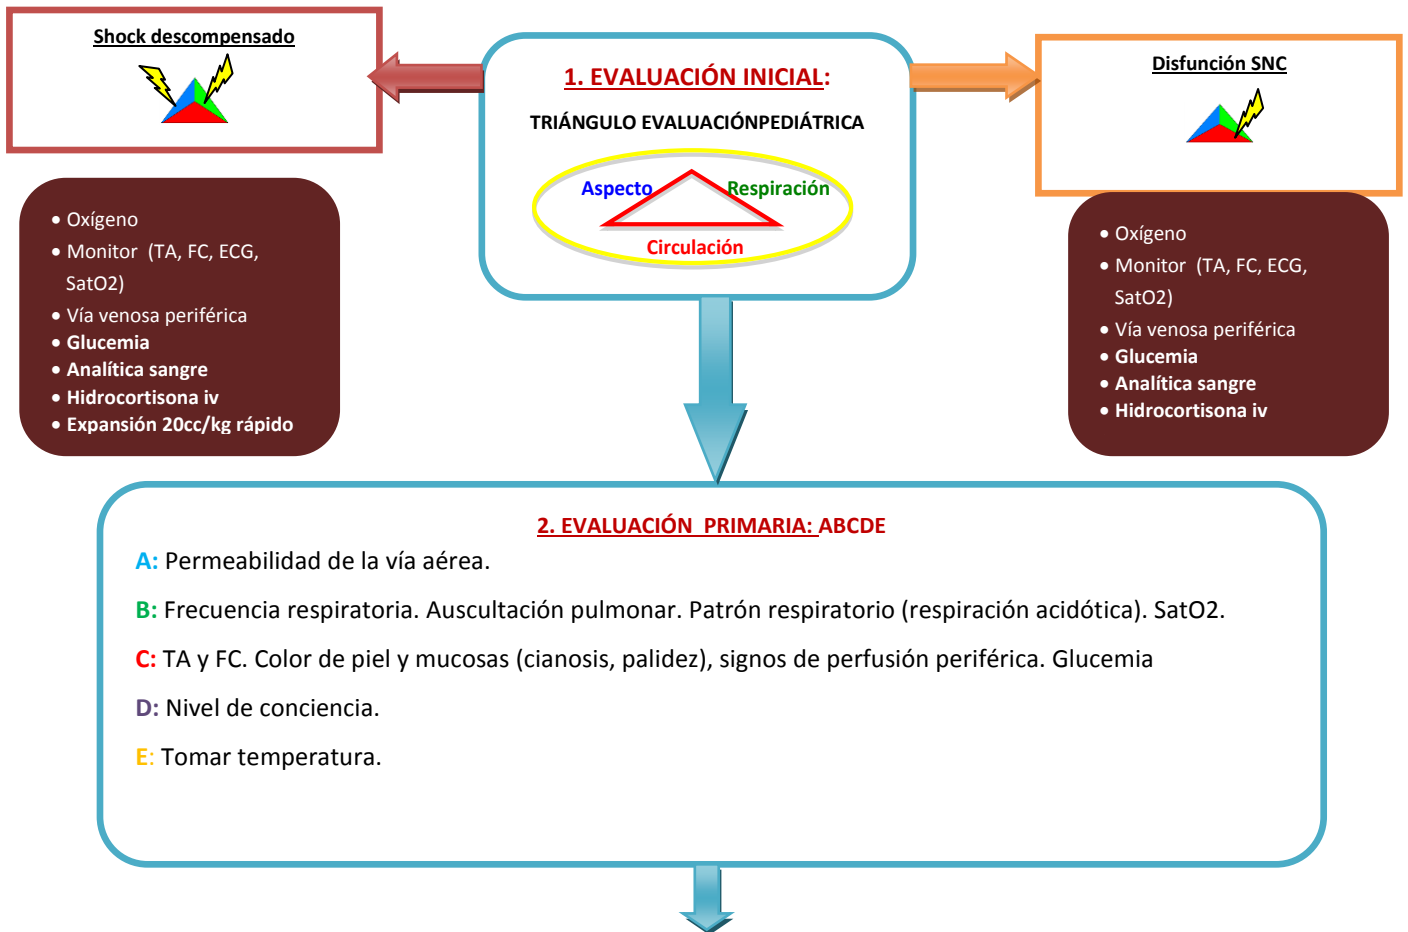 Shock descompensado
• Oxígeno
• Monitor (TA, FC, ECG,
SatO2)
• Vía venosa periférica
• Glucemia
• Analítica sangre
• Hidrocortisona iv
• Expansión 20cc/kg rápido
1. EVALUACIÓN INICIAL:
TRIÁNGULO EVALUACIÓNPEDIÁTRICA
Aspecto Respiración
Circulación
Disfunción SNC
• Oxígeno
• Monitor (TA, FC, ECG,
SatO2)
• Vía venosa periférica
• Glucemia
• Analítica sangre
• Hidrocortisona iv
2. EVALUACIÓN PRIMARIA: ABCDE
A: Permeabilidad de la vía aérea.
B: Frecuencia respiratoria. Auscultación pulmonar. Patrón respiratorio (respiración acidótica). SatO2.
C: TA y FC. Color de piel y mucosas (cianosis, palidez), signos de perfusión periférica. Glucemia
D: Nivel de conciencia.
E: Tomar temperatura.